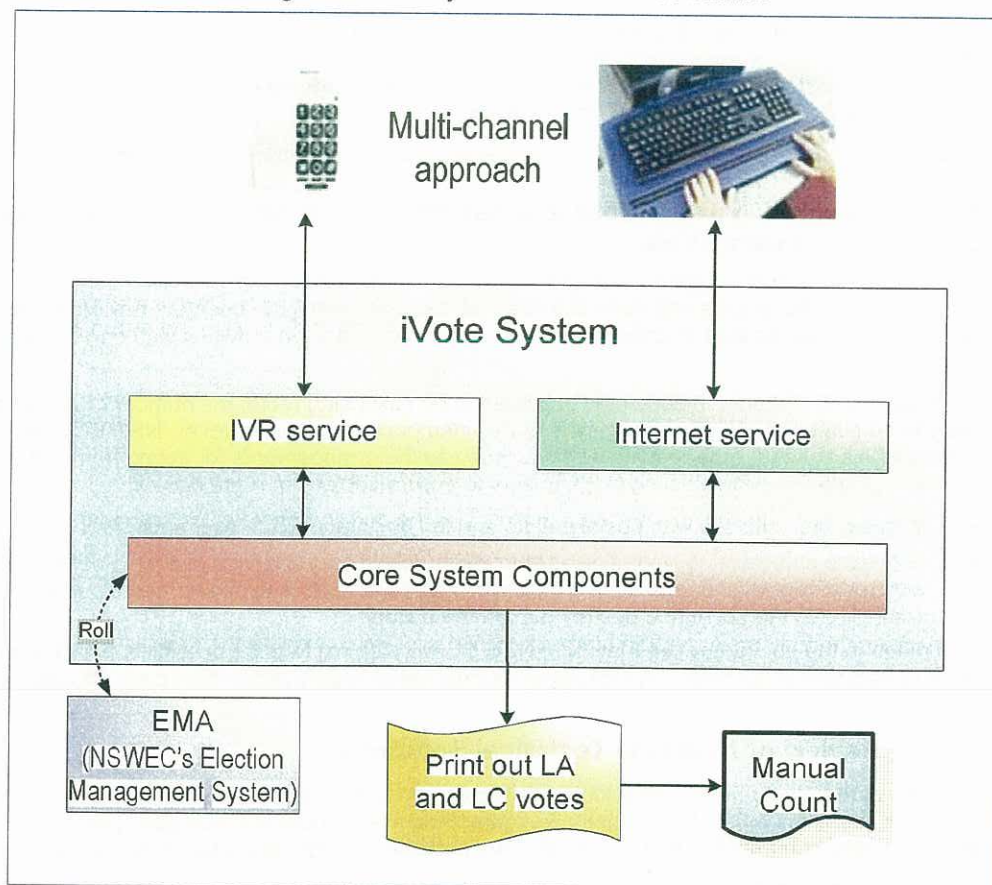 Multi-channel
approach
iVote System
IVR service
Internet service
Core System Components
Roll
EMA
(NSWEC's Election
Management System)
Print out LA
and LC votes
Manual
Count